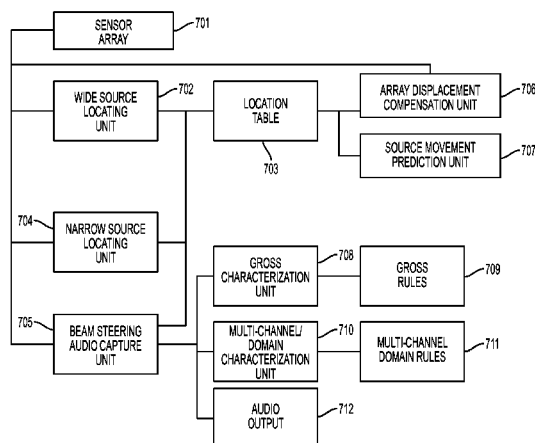 SENSOR
ARRAY
701
WIDE SOURCE
LOCATING
UNIT
702
LOCATION
TABLE
703
ARRAY DISPLACEMENT
COMPENSATION UNIT
706
SOURCE MOVEMENT
PREDICTION UNIT
707
704
NARROW SOURCE
LOCATING
UNIT
705
BEAM STEERING
AUDIO CAPTURE
UNIT
GROSS
CHARACTERIZATION
UNIT
708
GROSS
RULES
709
MULTI-CHANNEL/
DOMAIN
CHARACTERIZATION
UNIT
710
MULTI-CHANNEL
DOMAIN RULES
711
AUDIO
OUTPUT
712